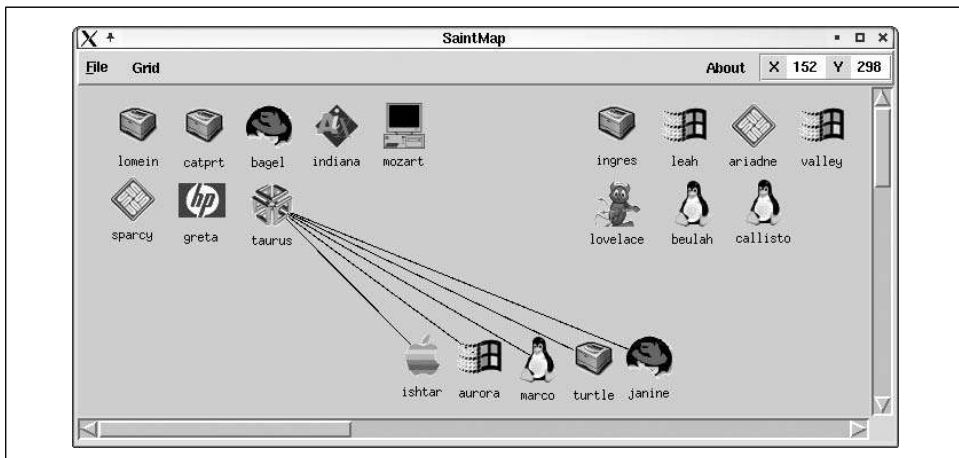 SaintMap
File Grid About X 152 Y 298
lomein catprt bagel indiana mozart ingres leah ariadne valley
hp
sparcy greta taurus lovelace beulah callisto
ishtar aurora marco turtle janine